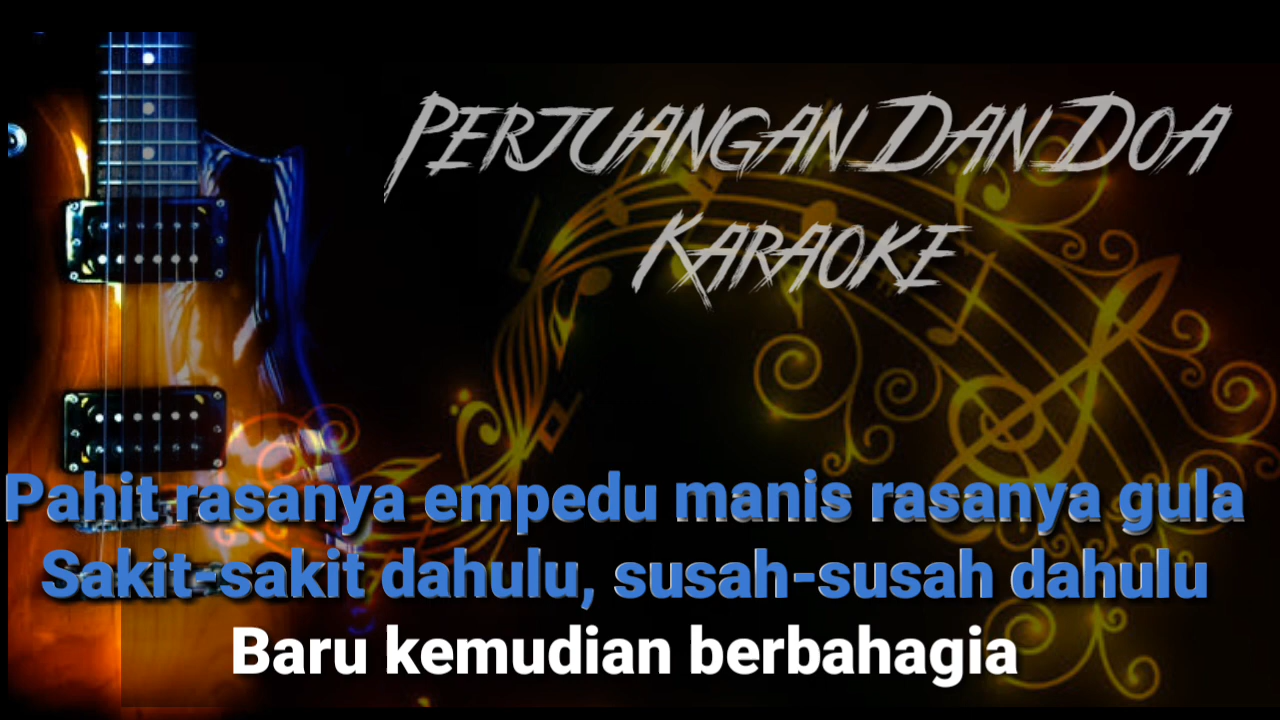 PERJUANGAN DAN DOA
KARAOKE
Pahit rasanya empedu manis rasanya gula
Sakit-sakit dahulu, susah-susah dahulu
Baru kemudian berbahagia